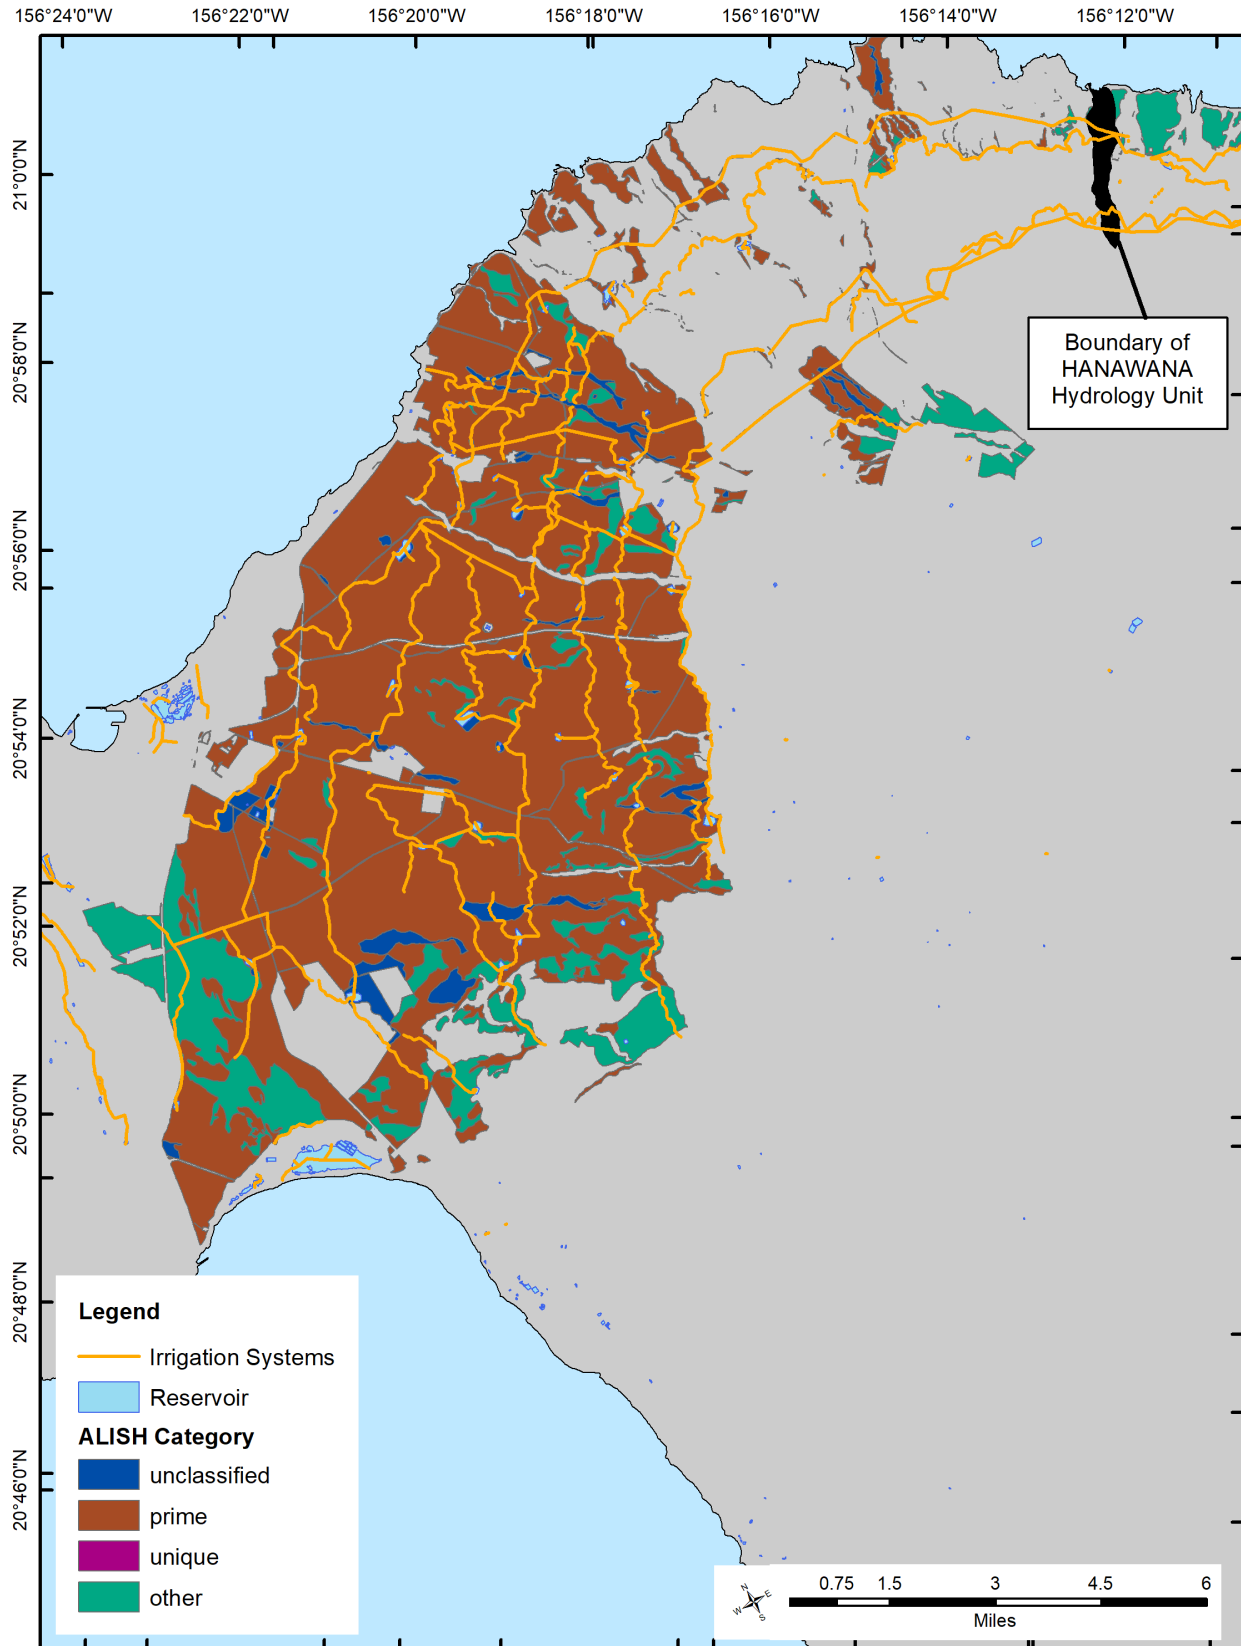 156°24'0"W 156°22'0"W 156°20'0"W 156°18'0"W 156°16'0"W 156°14'0"W 156°12'0"W
21°0'0"N
20°58'0"N
20°56'0"N
20°54'0"N
20°52'0"N
20°50'0"N
20°48'0"N
20°46'0"N
Boundary of
HANAWANA
Hydrology Unit
Legend
Irrigation Systems
Reservoir
ALISH Category
unclassified
prime
unique
other
N
E
W
S
0.75 1.5 3 4.5 6
Miles